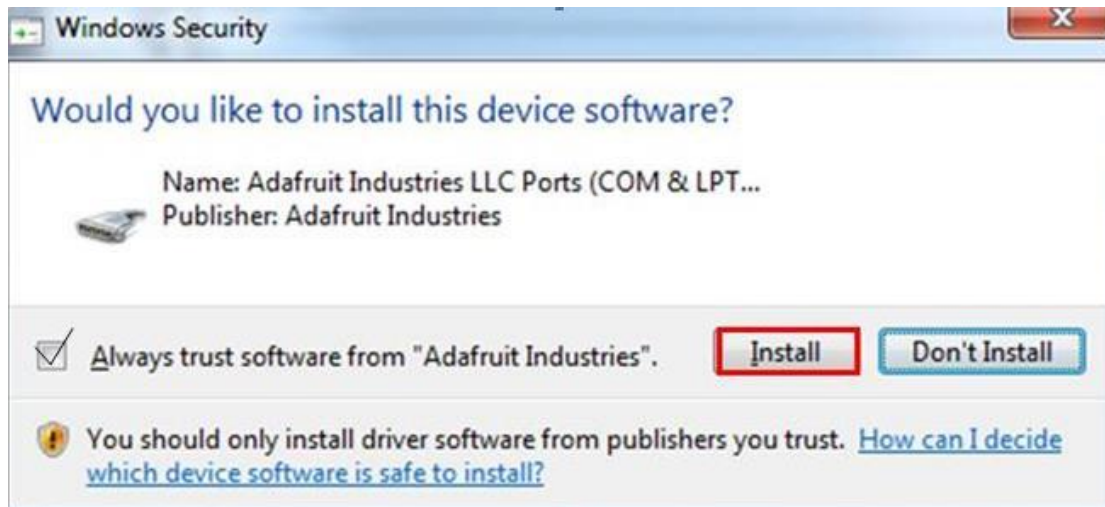 Windows Security
Would you like to install this device software?
Name: Adafruit Industries LLC Ports (COM & LPT...
Publisher: Adafruit Industries
Always trust software from "Adafruit Industries".
Install
Don't Install
You should only install driver software from publishers you trust. How can I decide
which device software is safe to install?